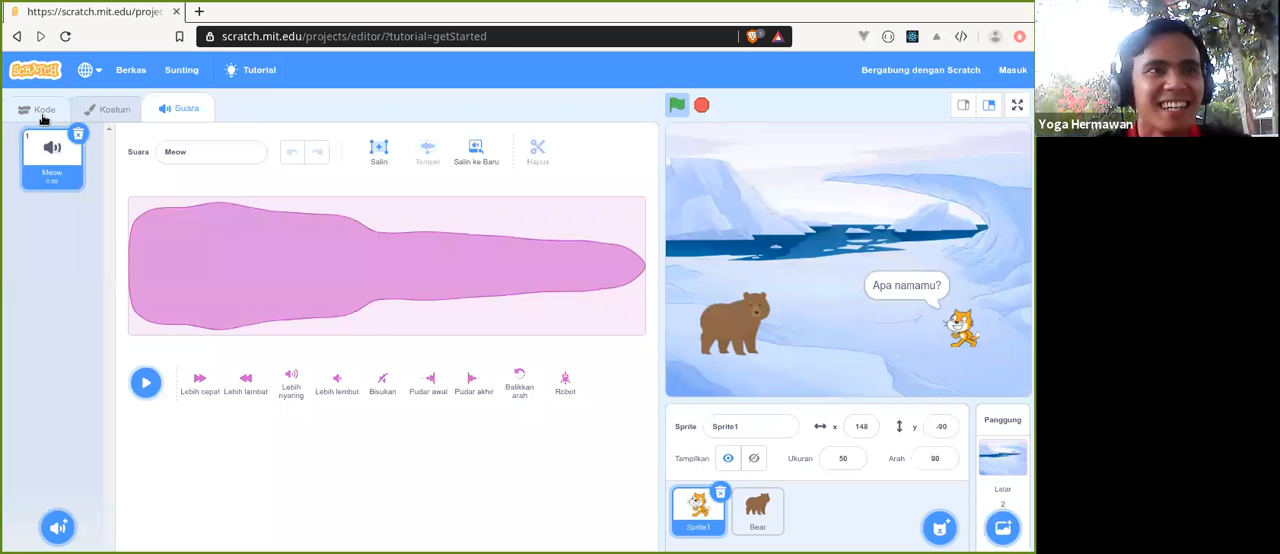 https://scratch.mit.edu/projec
scratch.mit.edu/projects/editor/?tutorial=getStarted
SCRATCH
Berkas
Sunting
Tutorial
Bergabung dengan Scratch
Masuk
Kode
Kostum
Suara
1
Meow
Suara
Meow
Salin
Tempel
Salin ke Baru
Hapus
Lebih cepat
Lebih lambat
Lebih nyaring
Lebih lembut
Bisukan
Pudar awal
Pudar akhir
Balikkan arah
Robot
Apa namamu?
Sprite
Sprite1
x
148
y
-90
Tampilkan
Ukuran
50
Arah
90
Sprite1
Bear
Panggung
Latar
2
Yoga Hermawan